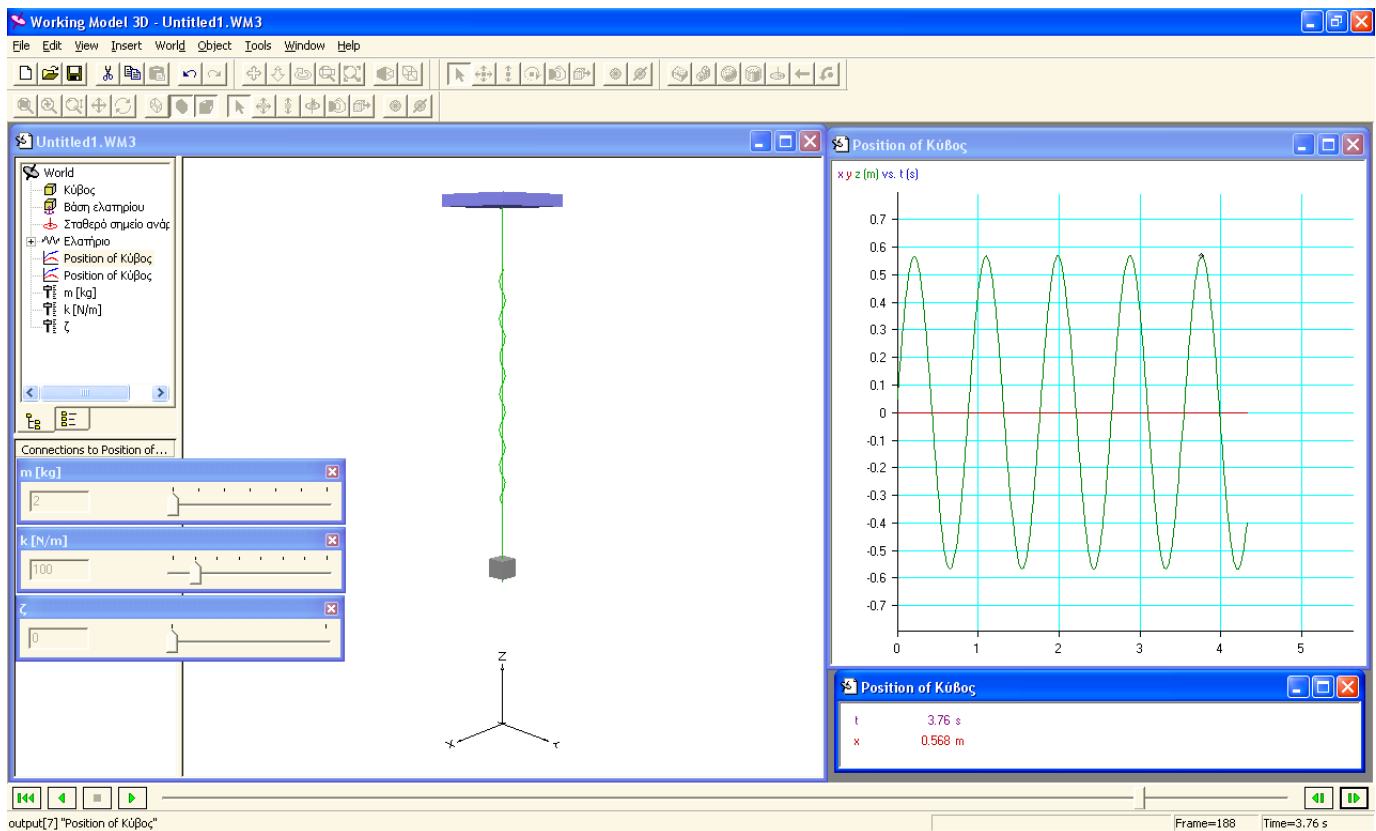 Working Model 3D - Untitled1.WM3
File Edit View Insert World Object Tools Window Help
Untitled1.WM3
World
Κύβος
Βάση ελατηρίου
Σταθερό σημείο ανάρ
Ελατήριο
Position of Κύβος
Position of Κύβος
m [kg]
k [N/m]
ζ
Connections to Position of...
m [kg]
2
k [N/m]
100
ζ
0
Z
X
Y
Position of Κύβος
x y z (m) vs. t (s)
0.7
0.6
0.5
0.4
0.3
0.2
0.1
0
-0.1
-0.2
-0.3
-0.4
-0.5
-0.6
-0.7
0 1 2 3 4 5
Position of Κύβος
t 3.76 s
x 0.568 m
output[7] "Position of Κύβος"
Frame=188 Time=3.76 s